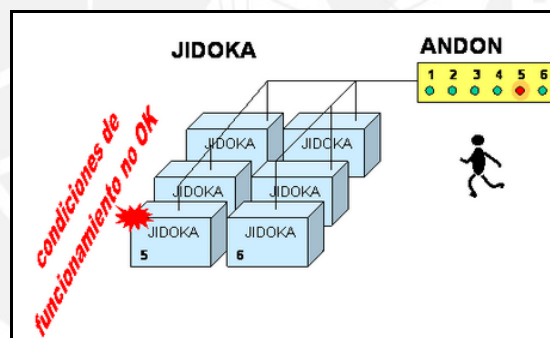 JIDOKA
ANDON
1 2 3 4 5 6
condiciones de
funcionamiento no OK
JIDOKA
JIDOKA
JIDOKA
JIDOKA
JIDOKA
5
JIDOKA
6